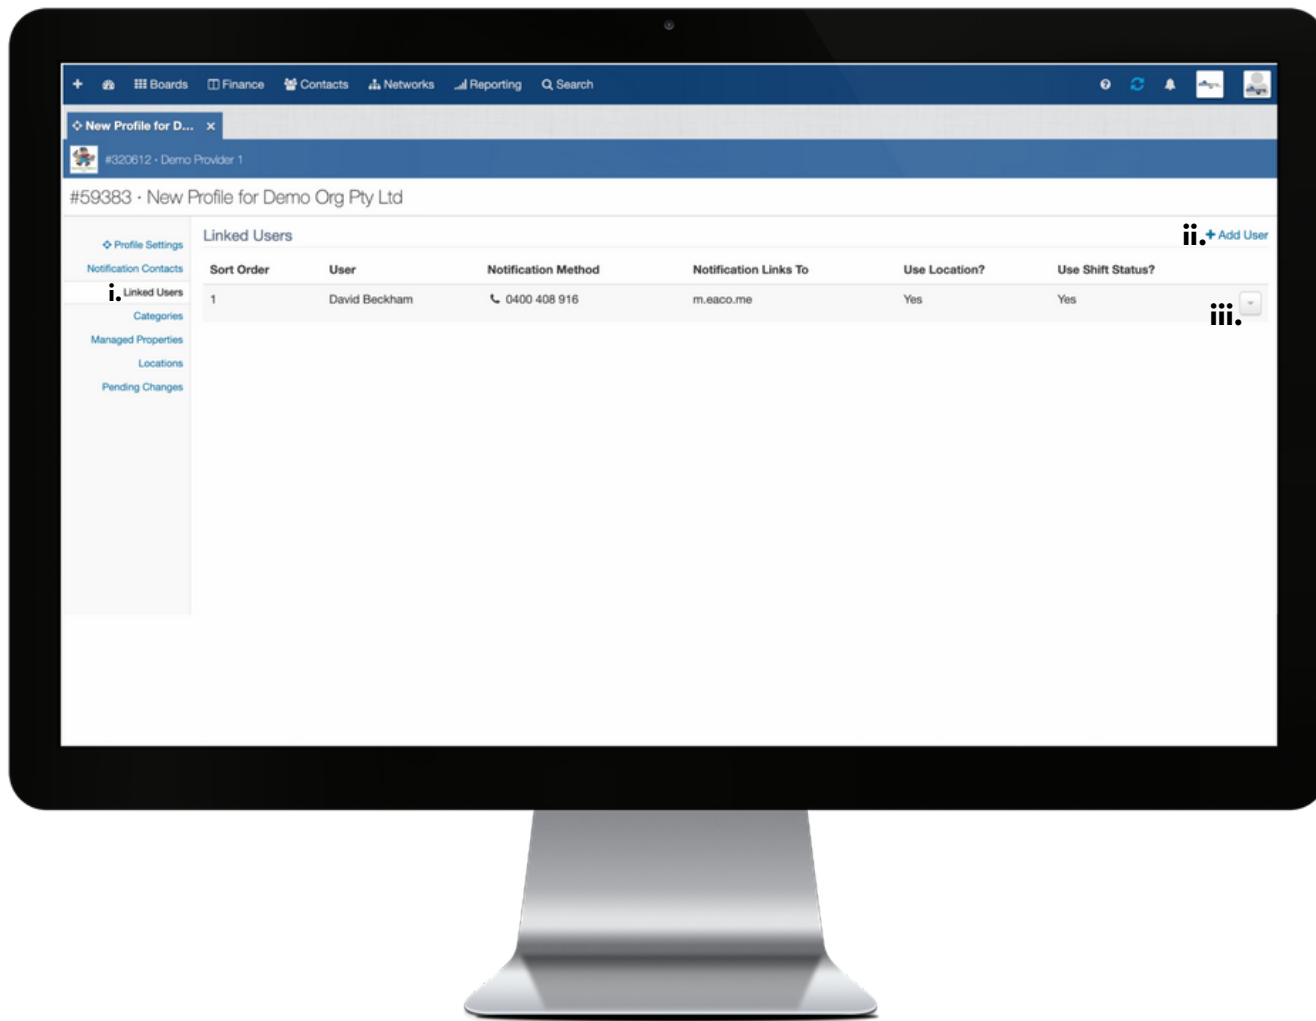 Boards Finance Contacts Networks Reporting Search
New Profile for D... ×
#320612 · Demo Provider 1
#59383 · New Profile for Demo Org Pty Ltd
Profile Settings
Notification Contacts
i. Linked Users
Categories
Managed Properties
Locations
Pending Changes
Linked Users
ii. + Add User
Sort Order User Notification Method Notification Links To Use Location? Use Shift Status?
1 David Beckham 0400 408 916 m.eaco.me Yes Yes
iii.